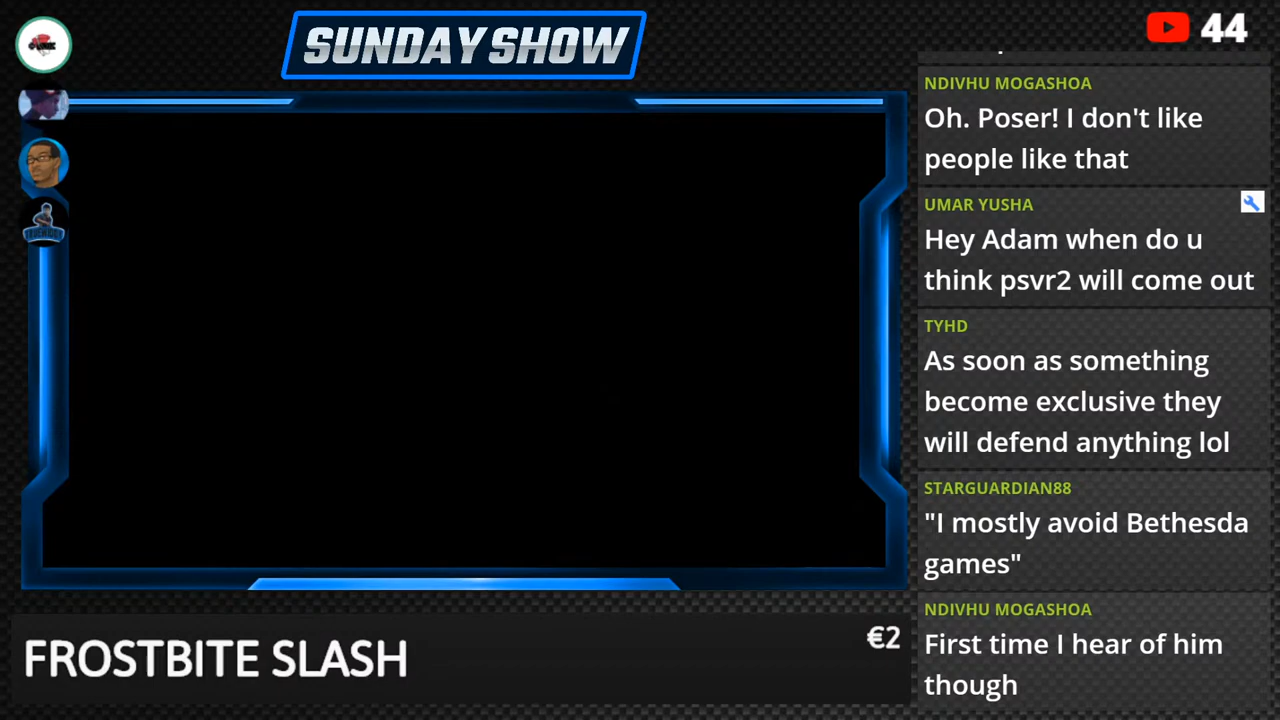 SUNDAY SHOW
44
NDIVHU MOGASHOA
Oh. Poser! I don't like
people like that
UMAR YUSHA
Hey Adam when do u
think psvr2 will come out
TYHD
As soon as something
become exclusive they
will defend anything lol
STARGUARDIAN88
"I mostly avoid Bethesda
games"
NDIVHU MOGASHOA
First time I hear of him
though
FROSTBITE SLASH
€2